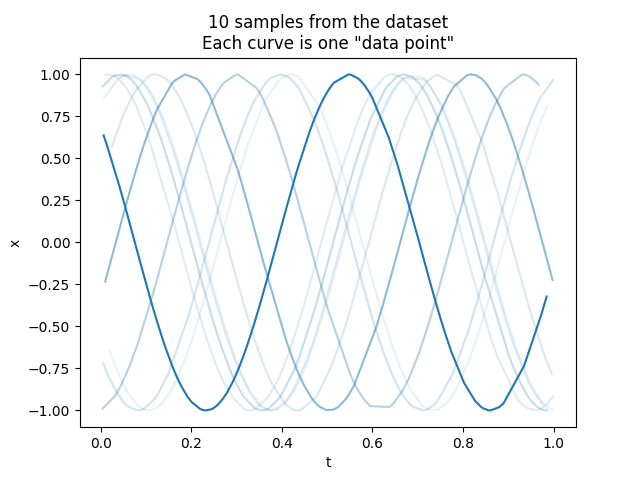 10 samples from the dataset
Each curve is one "data point"
1.00
0.75
0.50
0.25
0.00
−0.25
−0.50
−0.75
−1.00
x
0.0 0.2 0.4 0.6 0.8 1.0
t